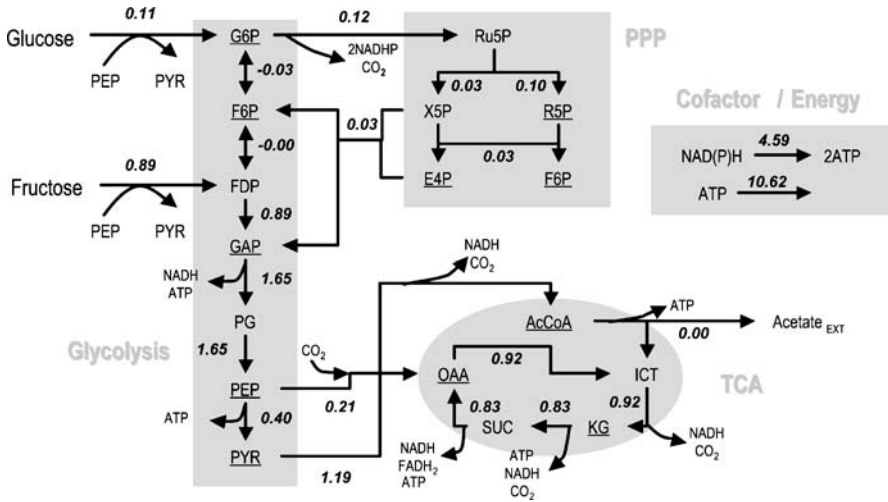 0.11
0.12
Glucose
G6P
Ru5P
PPP
PEP
PYR
2NADHP
CO2
-0.03
0.03
0.10
F6P
0.03
X5P
R5P
Cofactor / Energy
-0.00
0.03
NAD(P)H
4.59
2ATP
0.89
Fructose
FDP
E4P
F6P
ATP
10.62
PEP
PYR
0.89
GAP
NADH
ATP
1.65
NADH
CO2
PG
AcCoA
ATP
0.00
Acetate EXT
Glycolysis
1.65
CO2
0.92
PEP
0.21
OAA
ICT
TCA
ATP
0.40
0.83
0.83
0.92
PYR
SUC
KG
1.19
NADH
FADH2
ATP
ATP
NADH
CO2
NADH
CO2